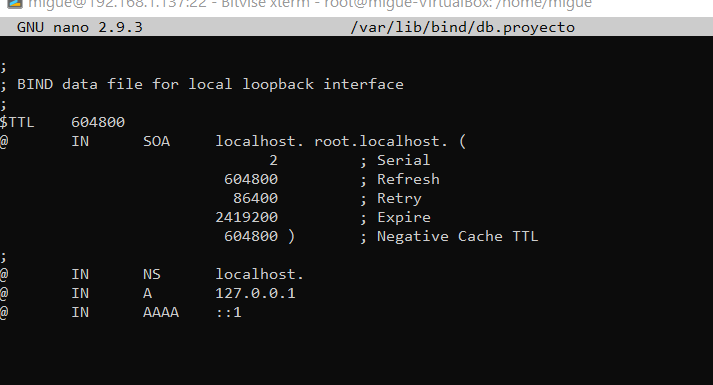 migue@192.168.1.137:22 - Bitvise xterm - root@migue-VirtualBox: /home/migue
GNU nano 2.9.3 /var/lib/bind/db.proyecto
;
; BIND data file for local loopback interface
;
$TTL 604800
@ IN SOA localhost. root.localhost. (
2 ; Serial
604800 ; Refresh
86400 ; Retry
2419200 ; Expire
604800 ) ; Negative Cache TTL
;
@ IN NS localhost.
@ IN A 127.0.0.1
@ IN AAAA ::1